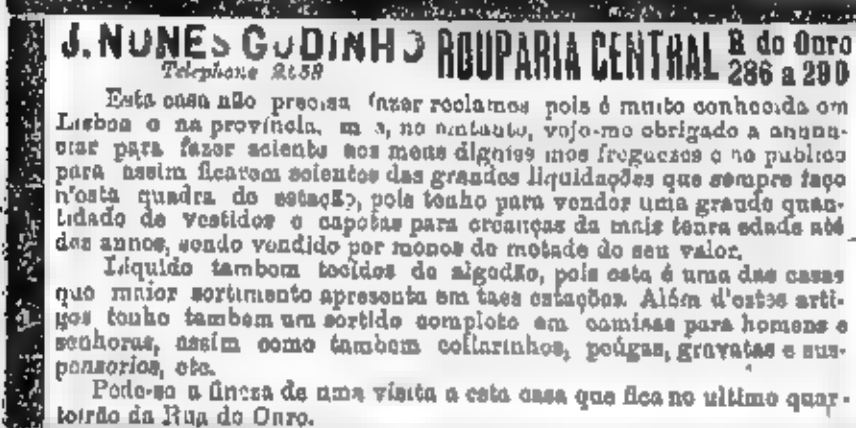 J. NUNES GODINHO ROUPARIA CENTRAL R do Ouro
Telephone 2639 286 a 290
Esta casa não precisa fazer reclames pois é muito conhecida em
Lisboa e na província, mas, no emtanto, vejo-me obrigado a annun-
ciar para fazer sciente aos meus dignissimos freguezes e ao publico
para assim ficarem scientes das grandes liquidações que sempre faço
n'esta quadra de estação, pois tenho para vender uma grande quan-
tidade de vestidos e capotas para creanças da mais tenra edade até
dez annos, sendo vendido por menos de metade do seu valor.
Liquido tambem tecidos de algodão, pois esta é uma das casas
que maior sortimento apresenta em taes estações. Além d'estes arti-
gos tenho tambem um sortido completo em camisas para homens e
senhoras, assim como tambem collarinhos, peúgas, gravatas e sus-
pensorios, etc.
Pede-se a fineza de uma visita a esta casa que fica no ultimo quar-
teirão da Rua do Ouro.